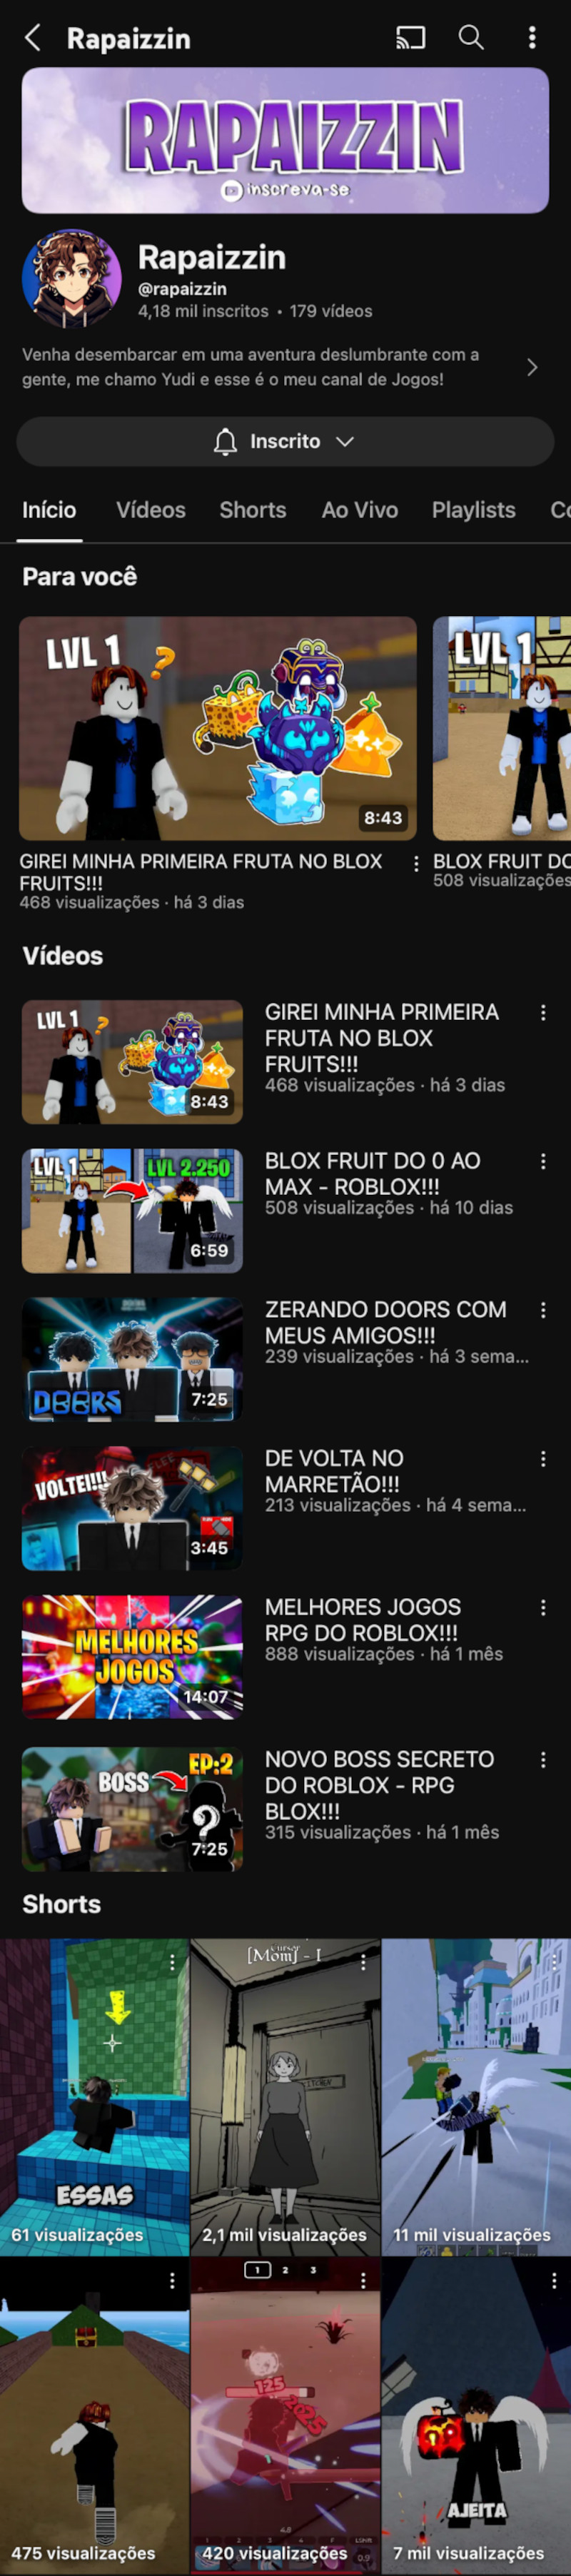 Rapaizzin
RAPAIZZIN
inscreva-se
Rapaizzin
@rapaizzin
4,18 mil inscritos • 179 vídeos
Venha desembarcar em uma aventura deslumbrante com a
gente, me chamo Yudi e esse é o meu canal de Jogos!
Inscrito
Início Vídeos Shorts Ao Vivo Playlists Co
Para você
LVL 1 ?
8:43
LVL 1
GIREI MINHA PRIMEIRA FRUTA NO BLOX
FRUITS!!!
468 visualizações · há 3 dias
BLOX FRUIT DO
508 visualizações
Vídeos
LVL 1 ?
8:43
GIREI MINHA PRIMEIRA
FRUTA NO BLOX
FRUITS!!!
468 visualizações · há 3 dias
LVL 1 LVL 2.250
6:59
BLOX FRUIT DO 0 AO
MAX - ROBLOX!!!
508 visualizações · há 10 dias
DOORS
7:25
ZERANDO DOORS COM
MEUS AMIGOS!!!
239 visualizações · há 3 sema...
VOLTEI!!!
FLEE
3:45
DE VOLTA NO
MARRETÃO!!!
213 visualizações · há 4 sema...
MELHORES
JOGOS
14:07
MELHORES JOGOS
RPG DO ROBLOX!!!
888 visualizações · há 1 mês
EP:2
BOSS
?
7:25
NOVO BOSS SECRETO
DO ROBLOX - RPG
BLOX!!!
315 visualizações · há 1 mês
Shorts
ESSAS
61 visualizações
Cursor
[Mom] - I
2,1 mil visualizações
11 mil visualizações
475 visualizações
1 2 3
125
2025
4.8
420 visualizações
0.9
AJEITA
7 mil visualizações